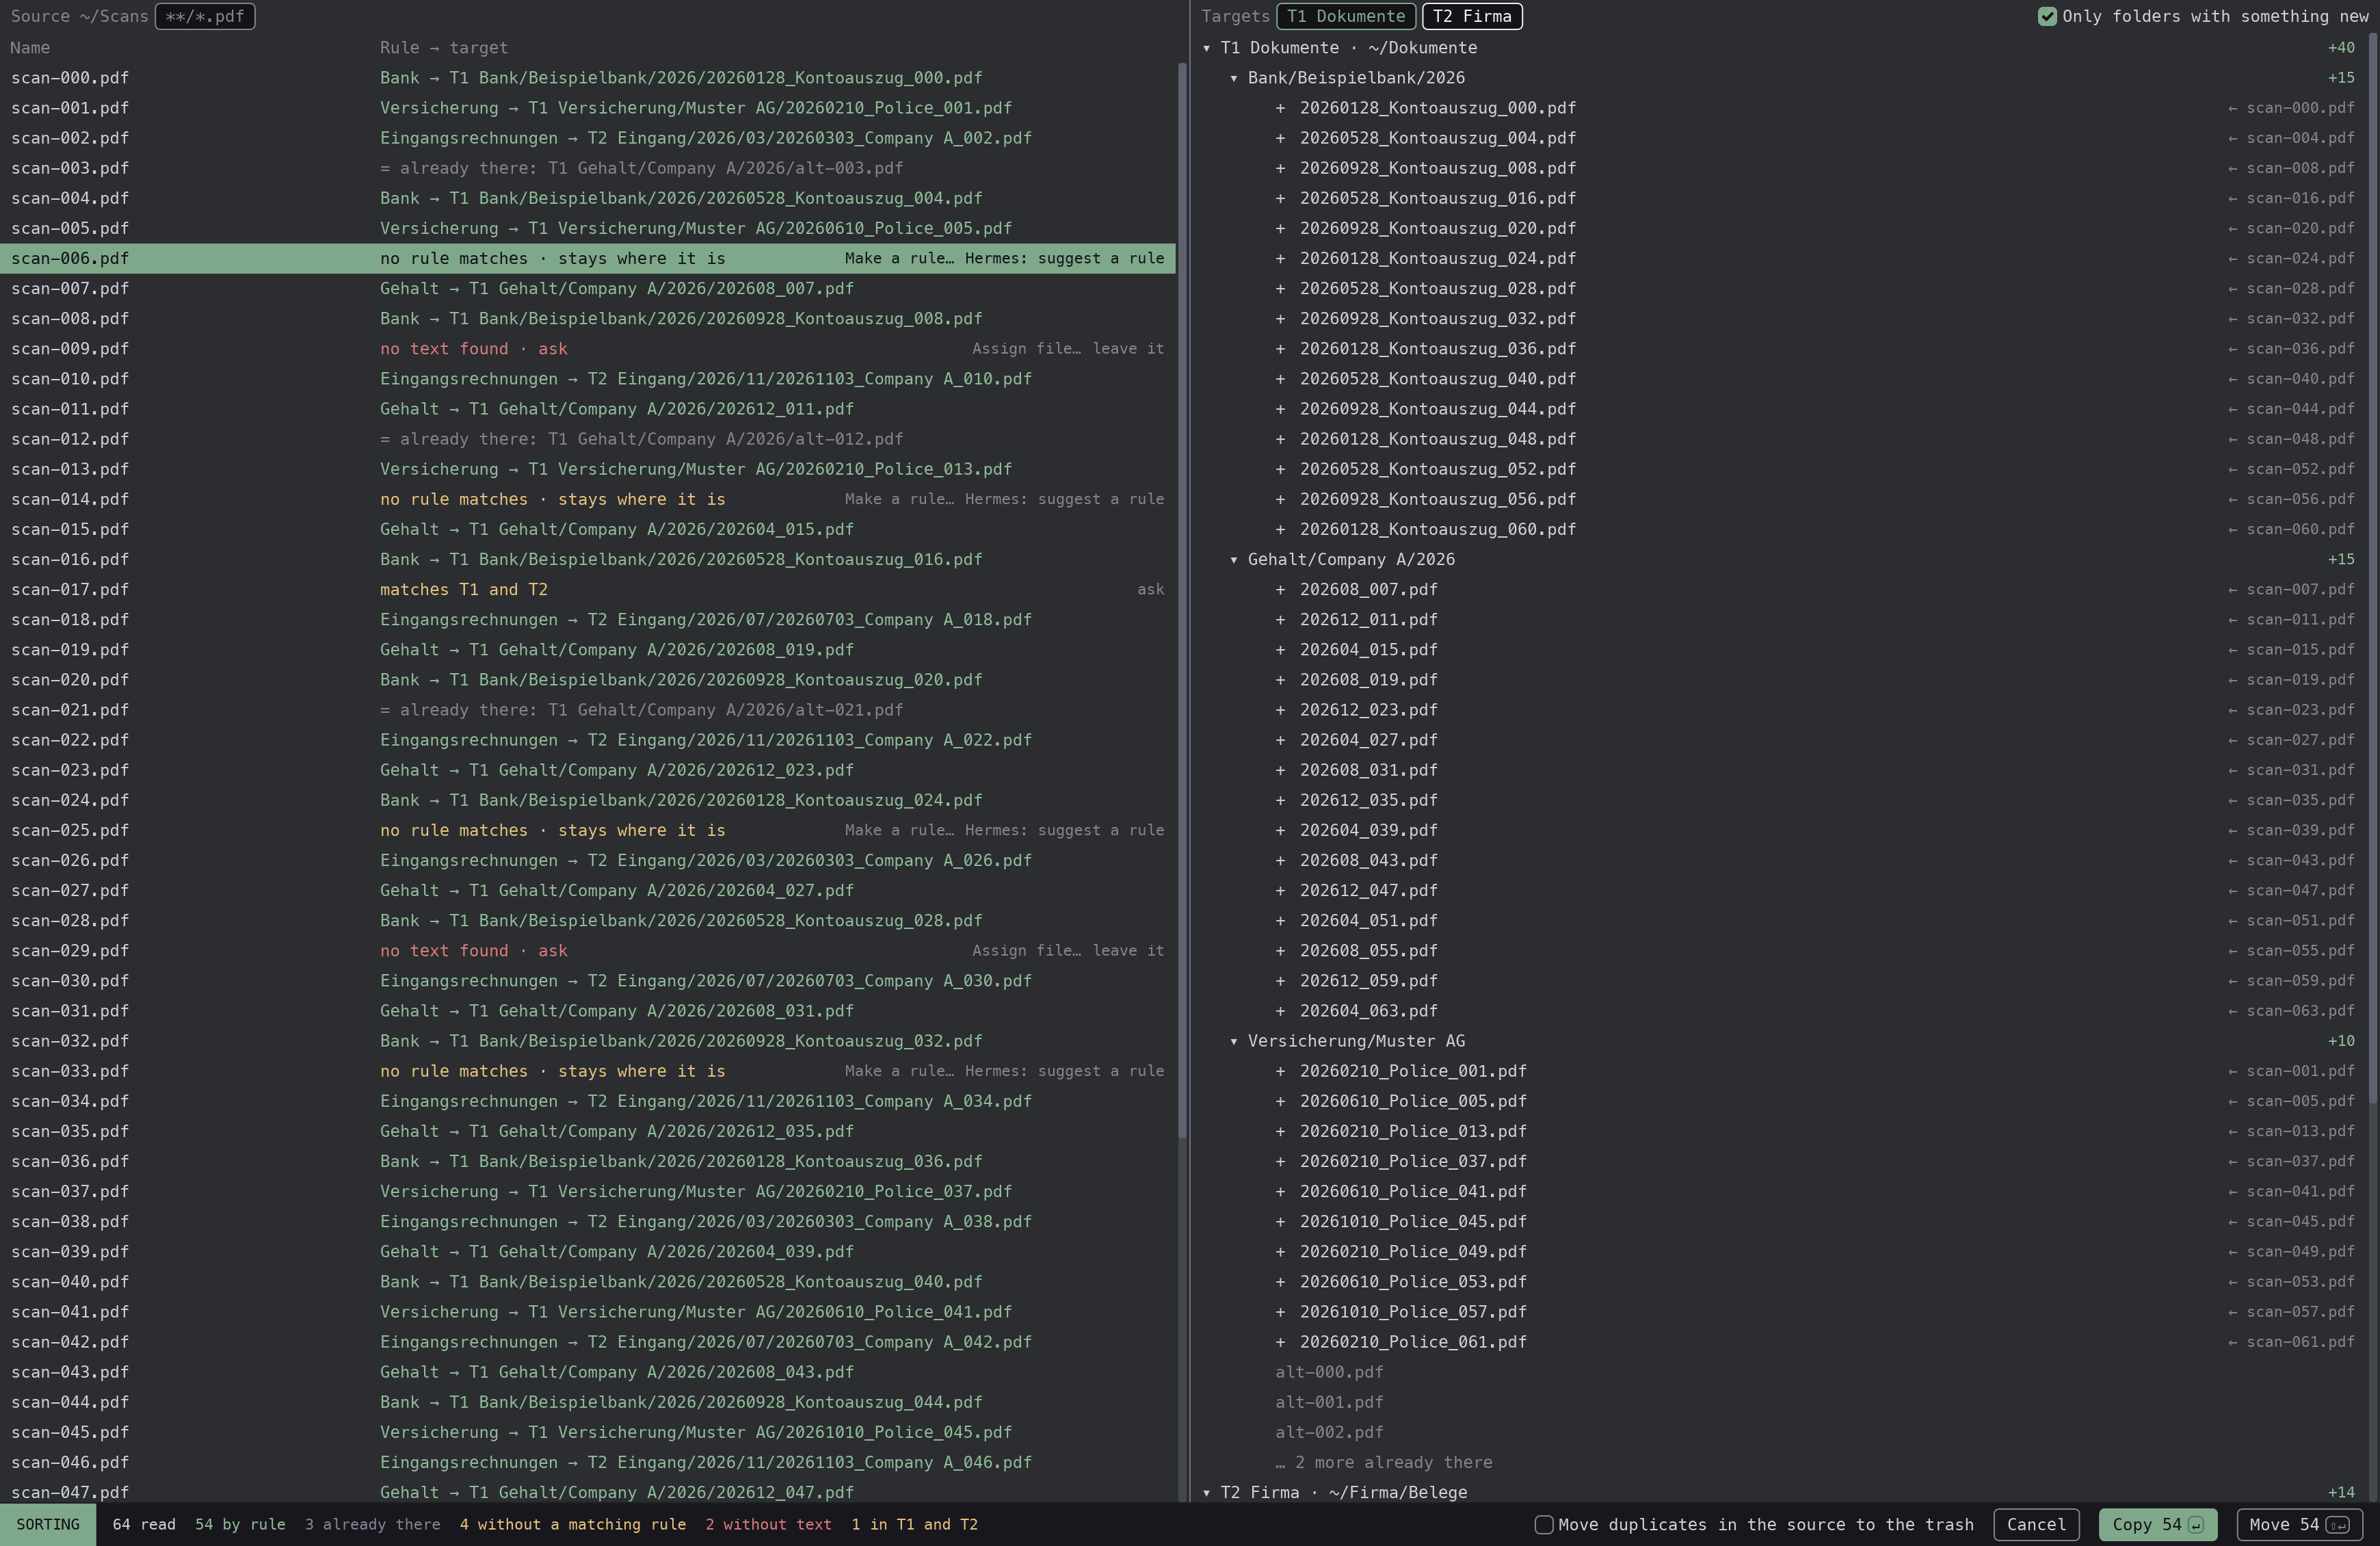 Source ~/Scans **/*.pdf
Name Rule → target
scan-000.pdf Bank → T1 Bank/Beispielbank/2026/20260128_Kontoauszug_000.pdf
scan-001.pdf Versicherung → T1 Versicherung/Muster AG/20260210_Police_001.pdf
scan-002.pdf Eingangsrechnungen → T2 Eingang/2026/03/20260303_Company A_002.pdf
scan-003.pdf = already there: T1 Gehalt/Company A/2026/alt-003.pdf
scan-004.pdf Bank → T1 Bank/Beispielbank/2026/20260528_Kontoauszug_004.pdf
scan-005.pdf Versicherung → T1 Versicherung/Muster AG/20260610_Police_005.pdf
scan-006.pdf no rule matches · stays where it is Make a rule… Hermes: suggest a rule
scan-007.pdf Gehalt → T1 Gehalt/Company A/2026/202608_007.pdf
scan-008.pdf Bank → T1 Bank/Beispielbank/2026/20260928_Kontoauszug_008.pdf
scan-009.pdf no text found · ask Assign file… leave it
scan-010.pdf Eingangsrechnungen → T2 Eingang/2026/11/20261103_Company A_010.pdf
scan-011.pdf Gehalt → T1 Gehalt/Company A/2026/202612_011.pdf
scan-012.pdf = already there: T1 Gehalt/Company A/2026/alt-012.pdf
scan-013.pdf Versicherung → T1 Versicherung/Muster AG/20260210_Police_013.pdf
scan-014.pdf no rule matches · stays where it is Make a rule… Hermes: suggest a rule
scan-015.pdf Gehalt → T1 Gehalt/Company A/2026/202604_015.pdf
scan-016.pdf Bank → T1 Bank/Beispielbank/2026/20260528_Kontoauszug_016.pdf
scan-017.pdf matches T1 and T2 ask
scan-018.pdf Eingangsrechnungen → T2 Eingang/2026/07/20260703_Company A_018.pdf
scan-019.pdf Gehalt → T1 Gehalt/Company A/2026/202608_019.pdf
scan-020.pdf Bank → T1 Bank/Beispielbank/2026/20260928_Kontoauszug_020.pdf
scan-021.pdf = already there: T1 Gehalt/Company A/2026/alt-021.pdf
scan-022.pdf Eingangsrechnungen → T2 Eingang/2026/11/20261103_Company A_022.pdf
scan-023.pdf Gehalt → T1 Gehalt/Company A/2026/202612_023.pdf
scan-024.pdf Bank → T1 Bank/Beispielbank/2026/20260128_Kontoauszug_024.pdf
scan-025.pdf no rule matches · stays where it is Make a rule… Hermes: suggest a rule
scan-026.pdf Eingangsrechnungen → T2 Eingang/2026/03/20260303_Company A_026.pdf
scan-027.pdf Gehalt → T1 Gehalt/Company A/2026/202604_027.pdf
scan-028.pdf Bank → T1 Bank/Beispielbank/2026/20260528_Kontoauszug_028.pdf
scan-029.pdf no text found · ask Assign file… leave it
scan-030.pdf Eingangsrechnungen → T2 Eingang/2026/07/20260703_Company A_030.pdf
scan-031.pdf Gehalt → T1 Gehalt/Company A/2026/202608_031.pdf
scan-032.pdf Bank → T1 Bank/Beispielbank/2026/20260928_Kontoauszug_032.pdf
scan-033.pdf no rule matches · stays where it is Make a rule… Hermes: suggest a rule
scan-034.pdf Eingangsrechnungen → T2 Eingang/2026/11/20261103_Company A_034.pdf
scan-035.pdf Gehalt → T1 Gehalt/Company A/2026/202612_035.pdf
scan-036.pdf Bank → T1 Bank/Beispielbank/2026/20260128_Kontoauszug_036.pdf
scan-037.pdf Versicherung → T1 Versicherung/Muster AG/20260210_Police_037.pdf
scan-038.pdf Eingangsrechnungen → T2 Eingang/2026/03/20260303_Company A_038.pdf
scan-039.pdf Gehalt → T1 Gehalt/Company A/2026/202604_039.pdf
scan-040.pdf Bank → T1 Bank/Beispielbank/2026/20260528_Kontoauszug_040.pdf
scan-041.pdf Versicherung → T1 Versicherung/Muster AG/20260610_Police_041.pdf
scan-042.pdf Eingangsrechnungen → T2 Eingang/2026/07/20260703_Company A_042.pdf
scan-043.pdf Gehalt → T1 Gehalt/Company A/2026/202608_043.pdf
scan-044.pdf Bank → T1 Bank/Beispielbank/2026/20260928_Kontoauszug_044.pdf
scan-045.pdf Versicherung → T1 Versicherung/Muster AG/20261010_Police_045.pdf
scan-046.pdf Eingangsrechnungen → T2 Eingang/2026/11/20261103_Company A_046.pdf
scan-047.pdf Gehalt → T1 Gehalt/Company A/2026/202612_047.pdf
Targets T1 Dokumente T2 Firma Only folders with something new
▾ T1 Dokumente · ~/Dokumente +40
▾ Bank/Beispielbank/2026 +15
+ 20260128_Kontoauszug_000.pdf ← scan-000.pdf
+ 20260528_Kontoauszug_004.pdf ← scan-004.pdf
+ 20260928_Kontoauszug_008.pdf ← scan-008.pdf
+ 20260528_Kontoauszug_016.pdf ← scan-016.pdf
+ 20260928_Kontoauszug_020.pdf ← scan-020.pdf
+ 20260128_Kontoauszug_024.pdf ← scan-024.pdf
+ 20260528_Kontoauszug_028.pdf ← scan-028.pdf
+ 20260928_Kontoauszug_032.pdf ← scan-032.pdf
+ 20260128_Kontoauszug_036.pdf ← scan-036.pdf
+ 20260528_Kontoauszug_040.pdf ← scan-040.pdf
+ 20260928_Kontoauszug_044.pdf ← scan-044.pdf
+ 20260128_Kontoauszug_048.pdf ← scan-048.pdf
+ 20260528_Kontoauszug_052.pdf ← scan-052.pdf
+ 20260928_Kontoauszug_056.pdf ← scan-056.pdf
+ 20260128_Kontoauszug_060.pdf ← scan-060.pdf
▾ Gehalt/Company A/2026 +15
+ 202608_007.pdf ← scan-007.pdf
+ 202612_011.pdf ← scan-011.pdf
+ 202604_015.pdf ← scan-015.pdf
+ 202608_019.pdf ← scan-019.pdf
+ 202612_023.pdf ← scan-023.pdf
+ 202604_027.pdf ← scan-027.pdf
+ 202608_031.pdf ← scan-031.pdf
+ 202612_035.pdf ← scan-035.pdf
+ 202604_039.pdf ← scan-039.pdf
+ 202608_043.pdf ← scan-043.pdf
+ 202612_047.pdf ← scan-047.pdf
+ 202604_051.pdf ← scan-051.pdf
+ 202608_055.pdf ← scan-055.pdf
+ 202612_059.pdf ← scan-059.pdf
+ 202604_063.pdf ← scan-063.pdf
▾ Versicherung/Muster AG +10
+ 20260210_Police_001.pdf ← scan-001.pdf
+ 20260610_Police_005.pdf ← scan-005.pdf
+ 20260210_Police_013.pdf ← scan-013.pdf
+ 20260210_Police_037.pdf ← scan-037.pdf
+ 20260610_Police_041.pdf ← scan-041.pdf
+ 20261010_Police_045.pdf ← scan-045.pdf
+ 20260210_Police_049.pdf ← scan-049.pdf
+ 20260610_Police_053.pdf ← scan-053.pdf
+ 20261010_Police_057.pdf ← scan-057.pdf
+ 20260210_Police_061.pdf ← scan-061.pdf
alt-000.pdf
alt-001.pdf
alt-002.pdf
… 2 more already there
▾ T2 Firma · ~/Firma/Belege +14
SORTING 64 read 54 by rule 3 already there 4 without a matching rule 2 without text 1 in T1 and T2 Move duplicates in the source to the trash Cancel Copy 54 ↵ Move 54 ⇧↵